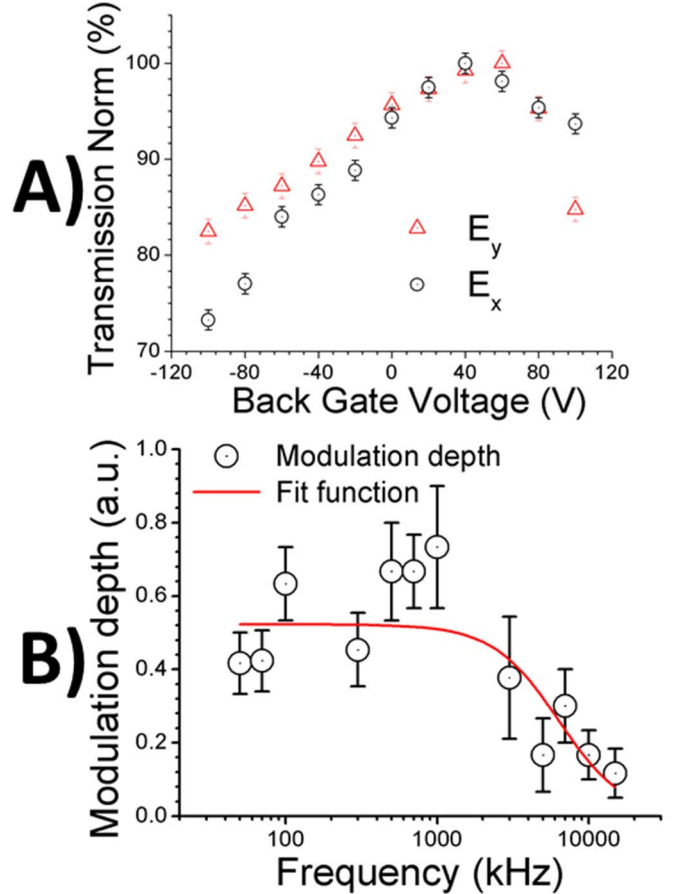 A)
Transmission Norm (%)
100
90
80
70
E_y
E_x
-120 -80 -40 0 40 80 120
Back Gate Voltage (V)
B)
Modulation depth (a.u.)
1.0
0.8
0.6
0.4
0.2
0.0
Modulation depth
Fit function
100 1000 10000
Frequency (kHz)